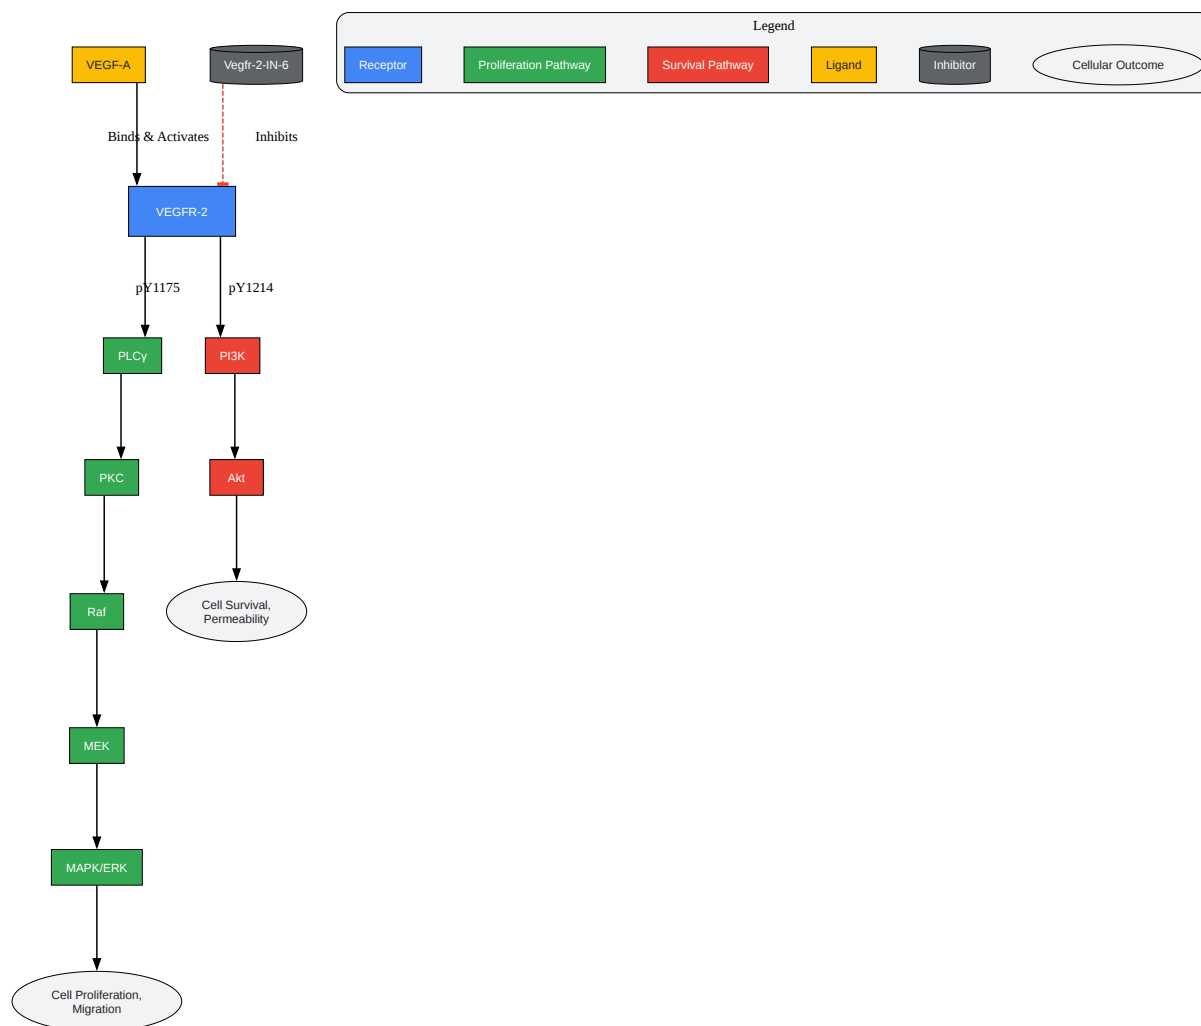 Legend
VEGF-A
Vegfr-2-IN-6
Receptor
Proliferation Pathway
Survival Pathway
Ligand
Inhibitor
Cellular Outcome
Binds & Activates
Inhibits
VEGFR-2
pY1175
pY1214
PLCγ
PI3K
PKC
Akt
Raf
Cell Survival,
Permeability
MEK
MAPK/ERK
Cell Proliferation,
Migration